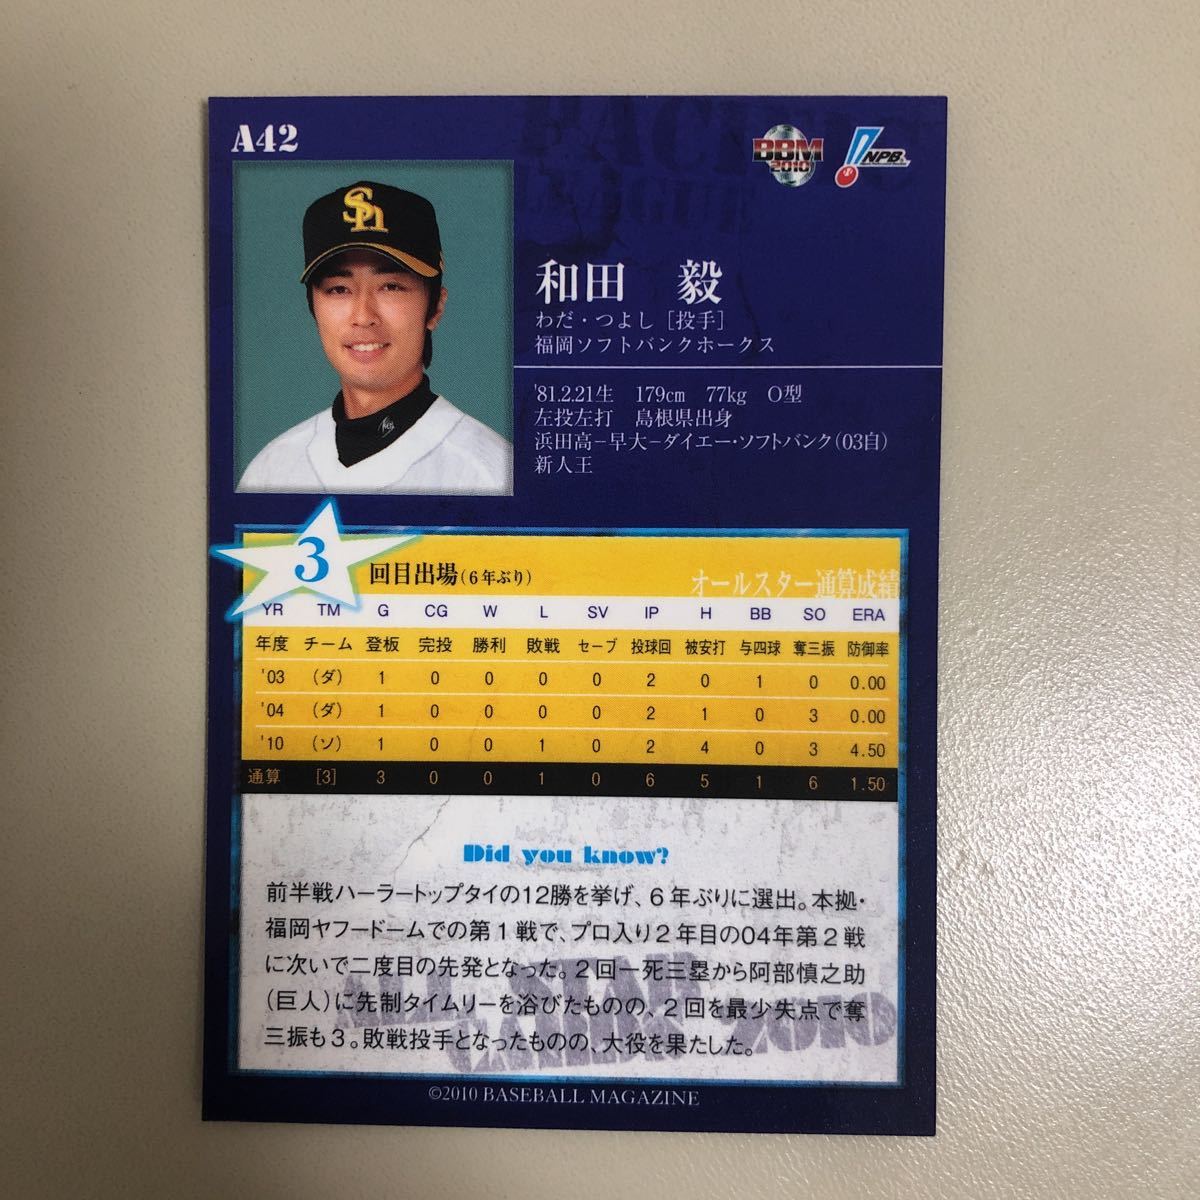 A42
BBM
2010
NPB
PACIFIC
LEAGUE
Sh
和田　毅
わだ・つよし［投手］
福岡ソフトバンクホークス
'81.2.21生　179cm　77kg　O型
左投左打　島根県出身
浜田高−早大−ダイエー・ソフトバンク（03自）
新人王
3 回目出場（6年ぶり）
オールスター通算成績
YR TM G CG W L SV IP H BB SO ERA
年度 チーム 登板 完投 勝利 敗戦 セーブ 投球回 被安打 与四球 奪三振 防御率
'03 (ダ) 1 0 0 0 0 2 0 1 0 0.00
'04 (ダ) 1 0 0 0 0 2 1 0 3 0.00
'10 (ソ) 1 0 0 1 0 2 4 0 3 4.50
通算 [3] 3 0 0 1 0 6 5 1 6 1.50
Did you know?
前半戦ハーラートップタイの12勝を挙げ、6年ぶりに選出。本拠・
福岡ヤフードームでの第1戦で、プロ入り2年目の04年第2戦
に次いで二度目の先発となった。2回一死三塁から阿部慎之助
（巨人）に先制タイムリーを浴びたものの、2回を最少失点で奪
三振も3。敗戦投手となったものの、大役を果たした。
ALL STAR
GAMES 2010
©2010 BASEBALL MAGAZINE